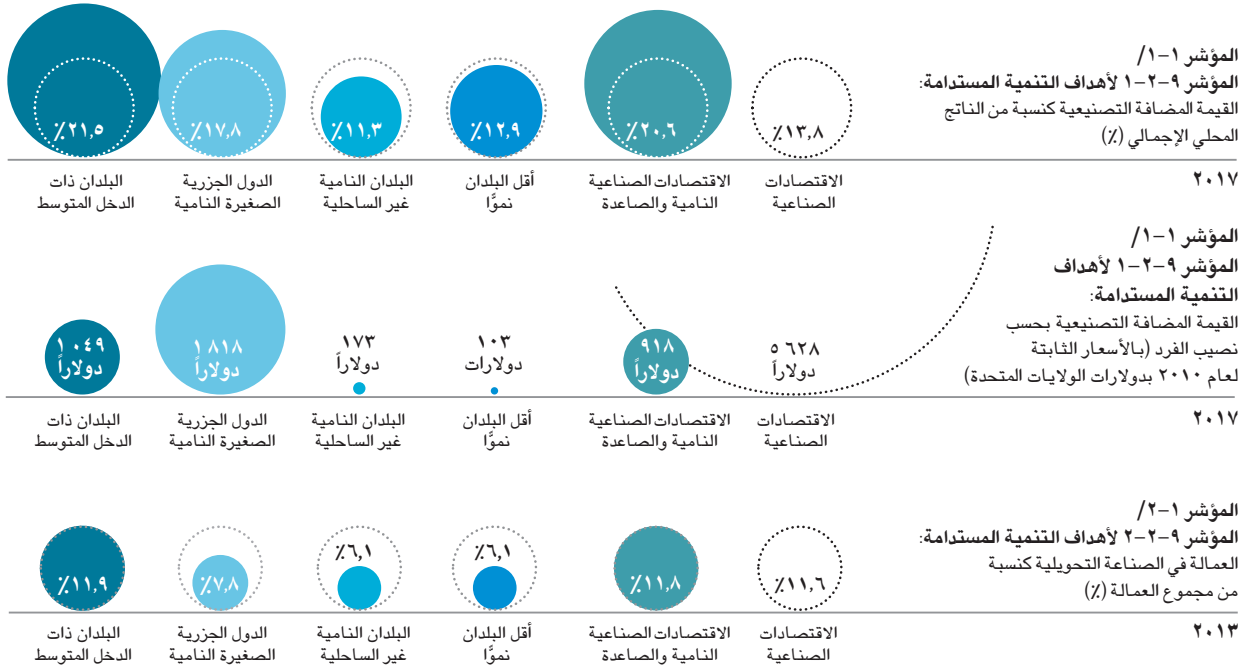 المؤشر ١–١/
المؤشر ٩–٢–١ لأهداف التنمية المستدامة:
القيمة المضافة التصنيعية كنسبة من الناتج
المحلي الإجمالي (٪)
٢٠١٧
٪١٣,٨
٪٢٠,٦
٪١٢,٩
٪١١,٣
٪١٧,٨
٪٢١,٥
الاقتصادات
الصناعية
الاقتصادات الصناعية
النامية والصاعدة
أقل البلدان
نموًّا
البلدان النامية
غير الساحلية
الدول الجزرية
الصغيرة النامية
البلدان ذات
الدخل المتوسط
المؤشر ١–١/
المؤشر ٩–٢–١ لأهداف
التنمية المستدامة:
القيمة المضافة التصنيعية بحسب
نصيب الفرد (بالأسعار الثابتة
لعام ٢٠١٠ بدولارات الولايات المتحدة)
٢٠١٧
٥ ٦٢٨
دولاراً
٩١٨
دولاراً
١٠٣
دولارات
١٧٣
دولاراً
١ ٨١٨
دولاراً
١ ٠٤٩
دولاراً
الاقتصادات
الصناعية
الاقتصادات الصناعية
النامية والصاعدة
أقل البلدان
نموًّا
البلدان النامية
غير الساحلية
الدول الجزرية
الصغيرة النامية
البلدان ذات
الدخل المتوسط
المؤشر ١–٢/
المؤشر ٩–٢–٢ لأهداف التنمية المستدامة:
العمالة في الصناعة التحويلية كنسبة
من مجموع العمالة (٪)
٢٠١٣
٪١١,٦
٪١١,٨
٪٦,١
٪٦,١
٪٧,٨
٪١١,٩
الاقتصادات
الصناعية
الاقتصادات الصناعية
النامية والصاعدة
أقل البلدان
نموًّا
البلدان النامية
غير الساحلية
الدول الجزرية
الصغيرة النامية
البلدان ذات
الدخل المتوسط